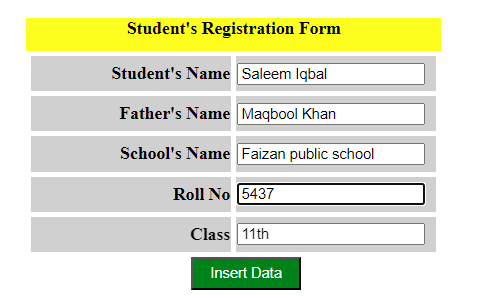 Student's Registration Form
Student's Name Saleem Iqbal
Father's Name Maqbool Khan
School's Name Faizan public school
Roll No 5437
Class 11th
Insert Data